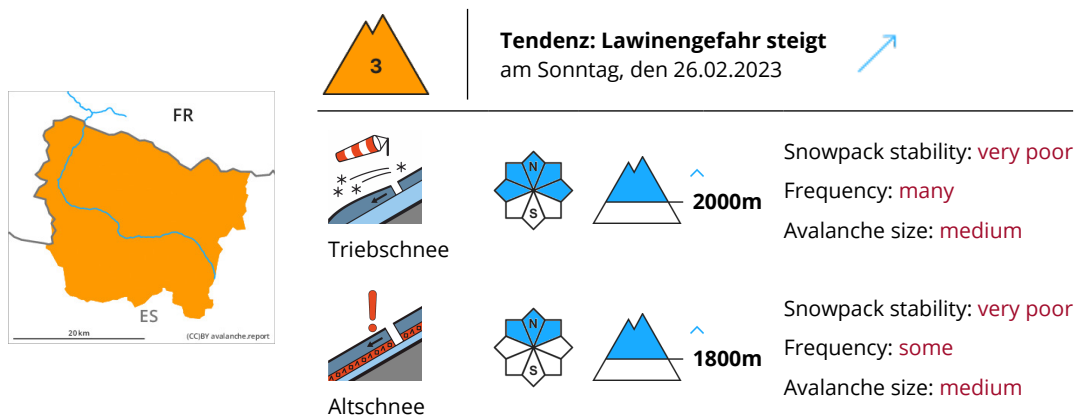 3
Tendenz: Lawinengefahr steigt
am Sonntag, den 26.02.2023
FR
ES
20 km
(CC)BY avalanche.report
Triebschnee
N
S
2000m
Snowpack stability: very poor
Frequency: many
Avalanche size: medium
Altschnee
N
S
1800m
Snowpack stability: very poor
Frequency: some
Avalanche size: medium